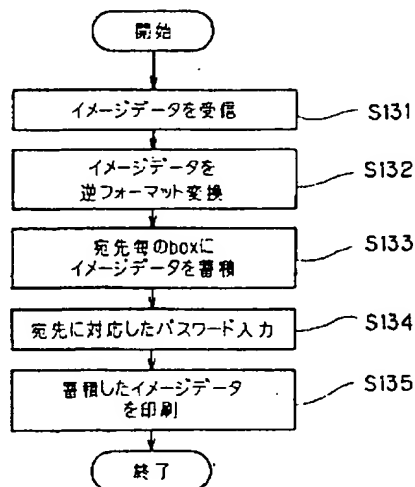 開始
イメージデータを受信
S131
イメージデータを
逆フォーマット変換
S132
宛先毎のboxに
イメージデータを蓄積
S133
宛先に対応したパスワード入力
S134
蓄積したイメージデータ
を印刷
S135
終了